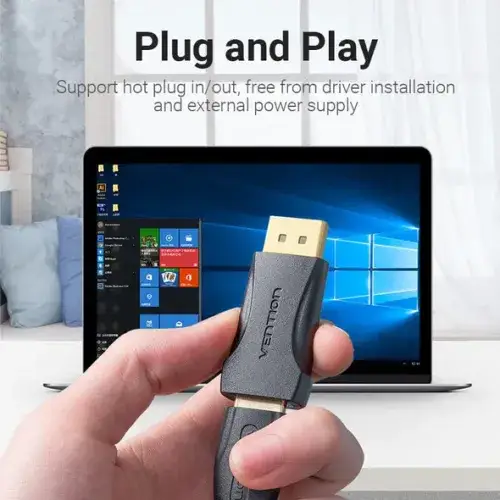 Plug and Play
Support hot plug in/out, free from driver installation
and external power supply
VENTION